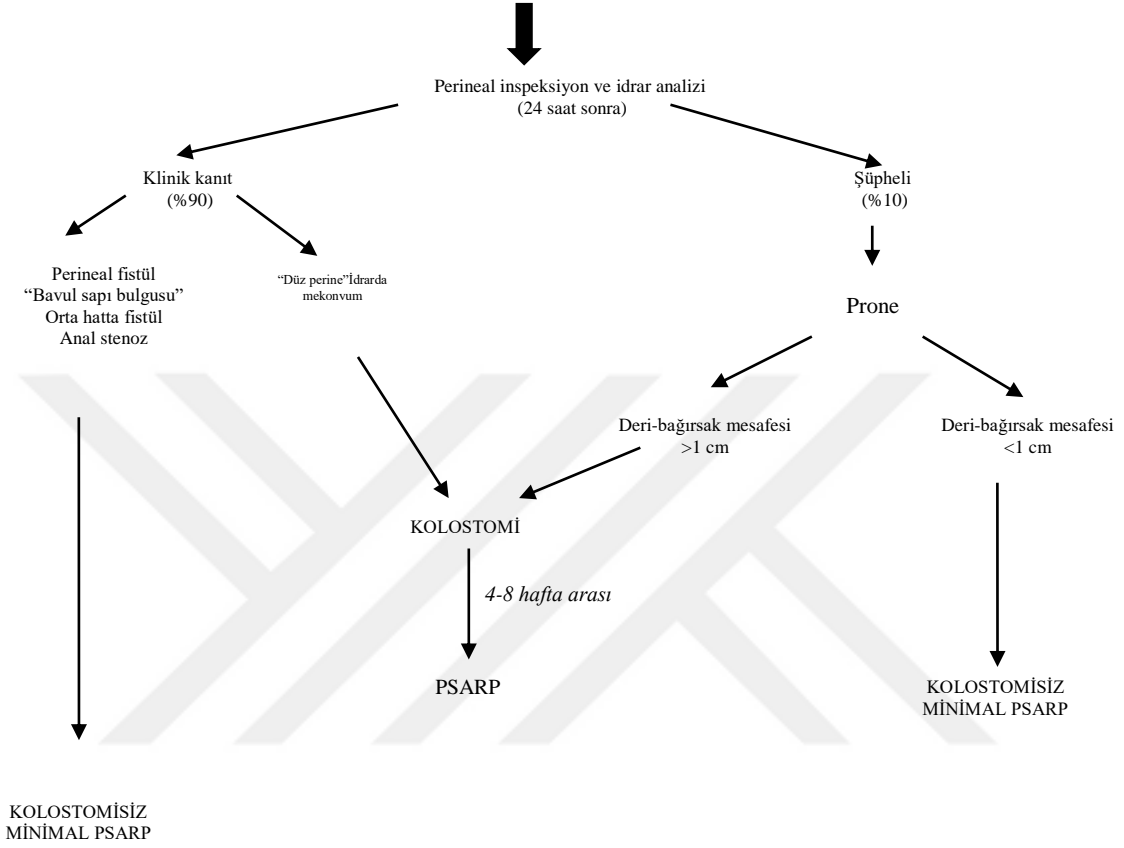 Perineal inspeksiyon ve idrar analizi
(24 saat sonra)
Klinik kanıt
(%90)
Şüpheli
(%10)
Perineal fistül
“Bavul sapı bulgusu”
Orta hatta fistül
Anal stenoz
“Düz perine”İdrarda
mekonvum
Prone
Deri-bağırsak mesafesi
>1 cm
Deri-bağırsak mesafesi
<1 cm
KOLOSTOMİ
4-8 hafta arası
PSARP
KOLOSTOMİSİZ
MİNİMAL PSARP
KOLOSTOMİSİZ
MİNİMAL PSARP